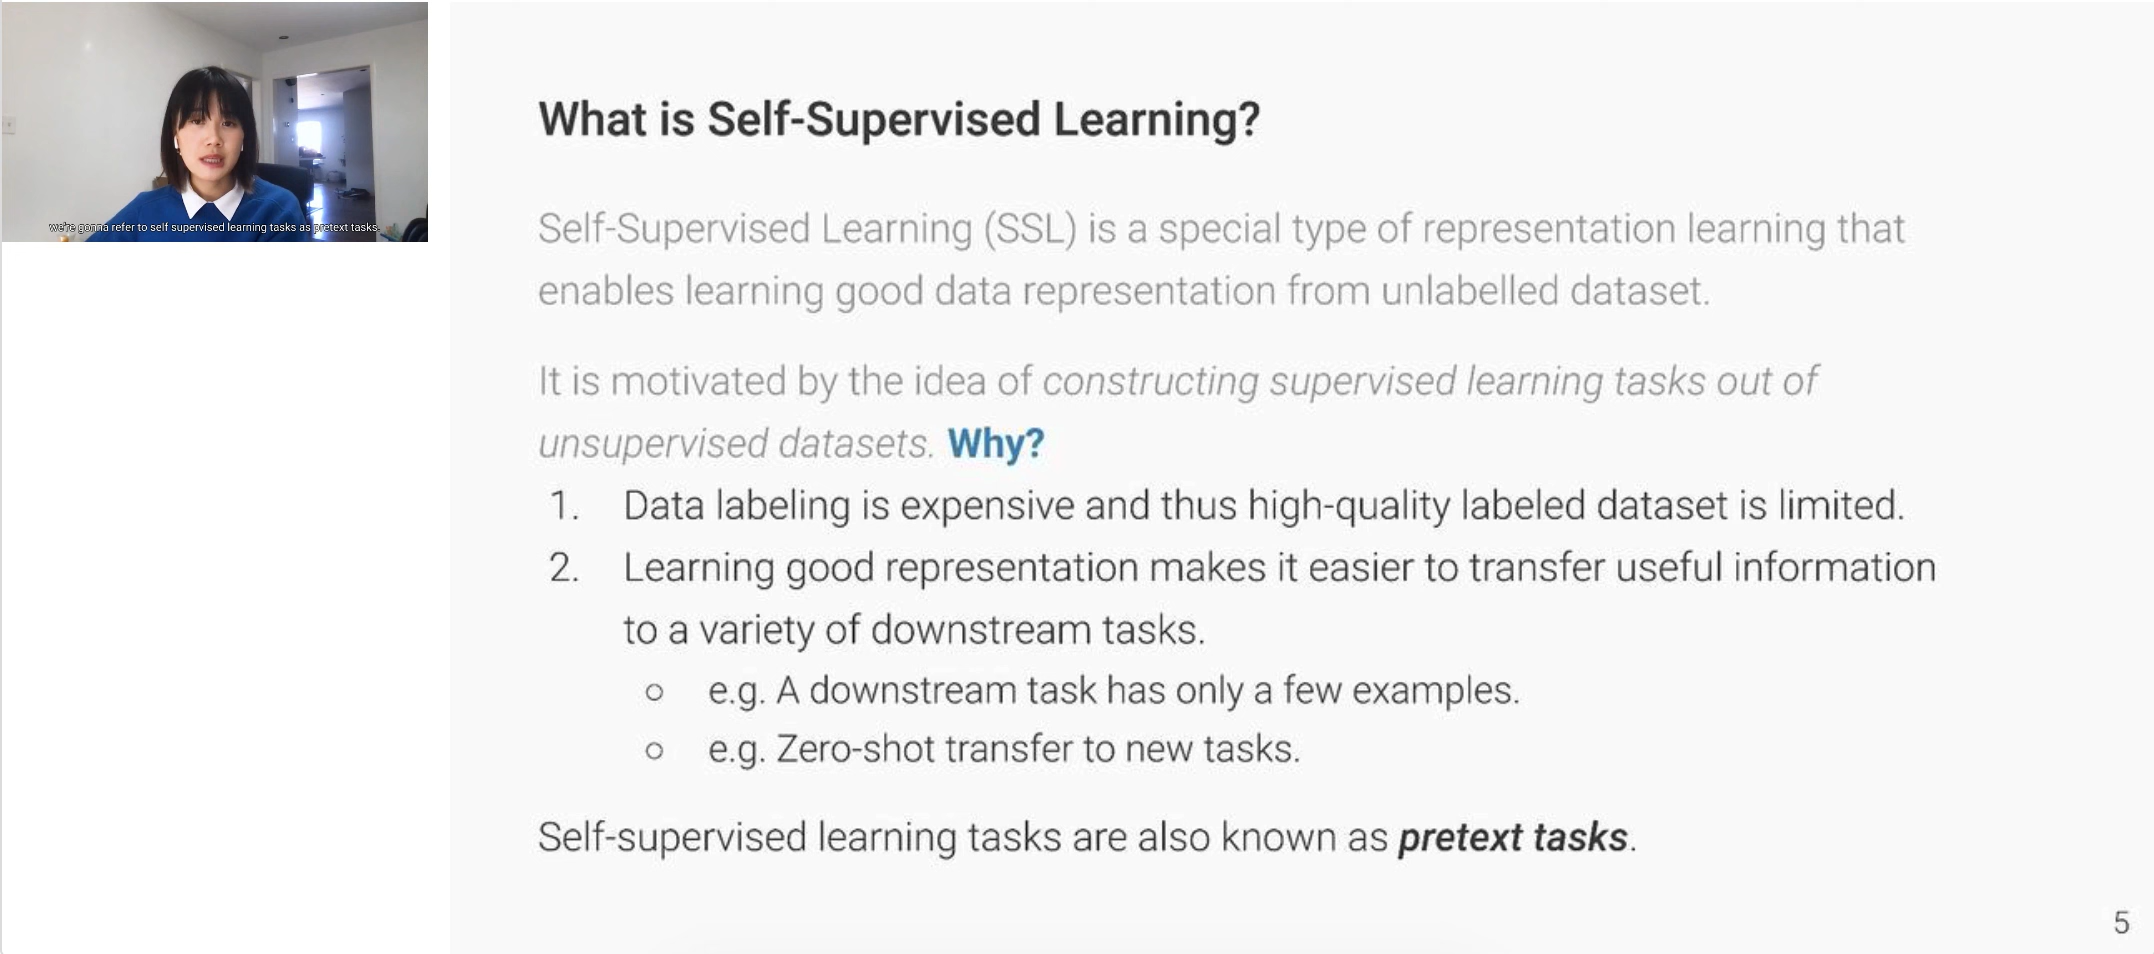 we're gonna refer to self supervised learning tasks as pretext tasks.
What is Self-Supervised Learning?
Self-Supervised Learning (SSL) is a special type of representation learning that
enables learning good data representation from unlabelled dataset.
It is motivated by the idea of constructing supervised learning tasks out of
unsupervised datasets. Why?
1. Data labeling is expensive and thus high-quality labeled dataset is limited.
2. Learning good representation makes it easier to transfer useful information
to a variety of downstream tasks.
○ e.g. A downstream task has only a few examples.
○ e.g. Zero-shot transfer to new tasks.
Self-supervised learning tasks are also known as pretext tasks.
5